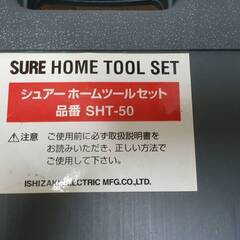 SURE HOME TOOL SET
シュアー ホームツールセット
品番 SHT-50
⚠注意 ご使用前に必ず取扱説明書を
お読みいただき、正しい方法で
ご使用して下さい。
ISHIZAKI ELECTRIC MFG.CO.,LTD.